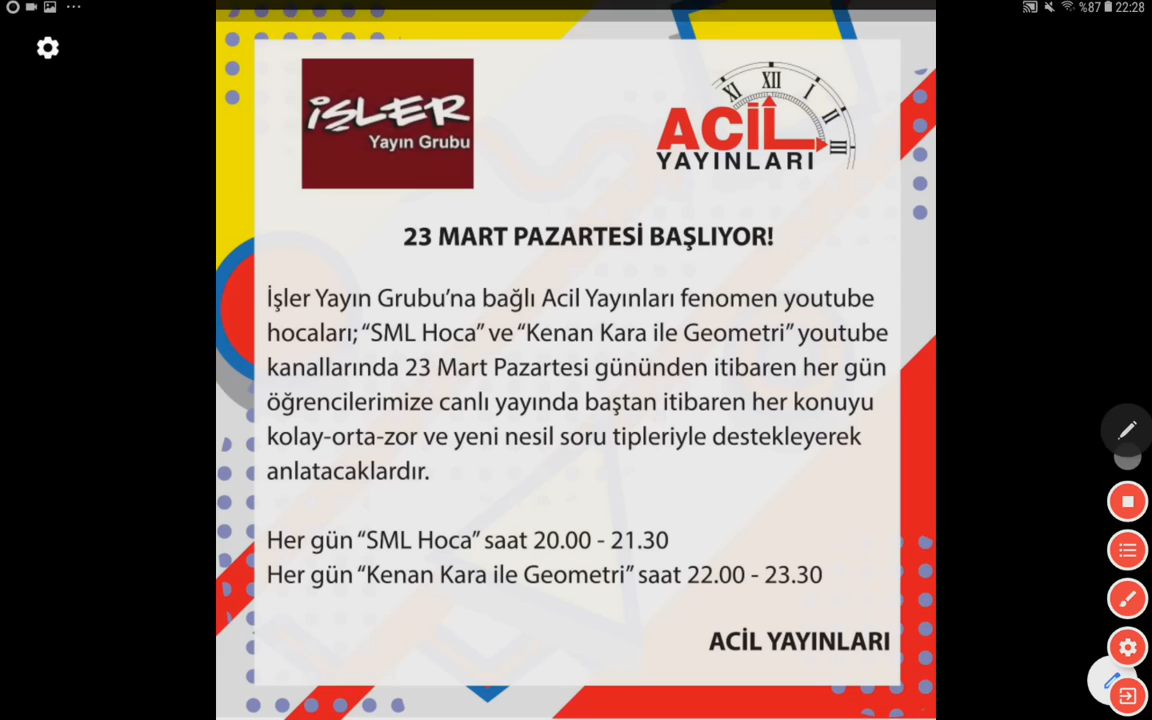 %87 22:28
İŞLER
Yayın Grubu
XI XII I II III
ACİL
YAYINLARI
23 MART PAZARTESİ BAŞLIYOR!
İşler Yayın Grubu’na bağlı Acil Yayınları fenomen youtube
hocaları; “SML Hoca” ve “Kenan Kara ile Geometri” youtube
kanallarında 23 Mart Pazartesi gününden itibaren her gün
öğrencilerimize canlı yayında baştan itibaren her konuyu
kolay-orta-zor ve yeni nesil soru tipleriyle destekleyerek
anlatacaklardır.
Her gün “SML Hoca” saat 20.00 - 21.30
Her gün “Kenan Kara ile Geometri” saat 22.00 - 23.30
ACİL YAYINLARI